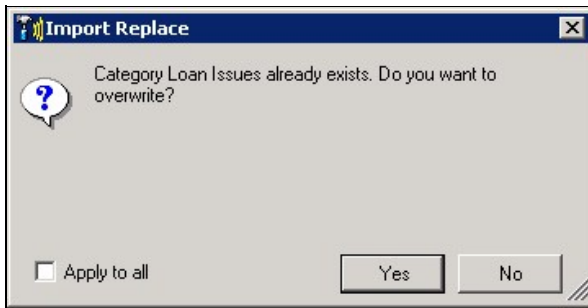 Import Replace
Category Loan Issues already exists. Do you want to
overwrite?
Apply to all
Yes
No